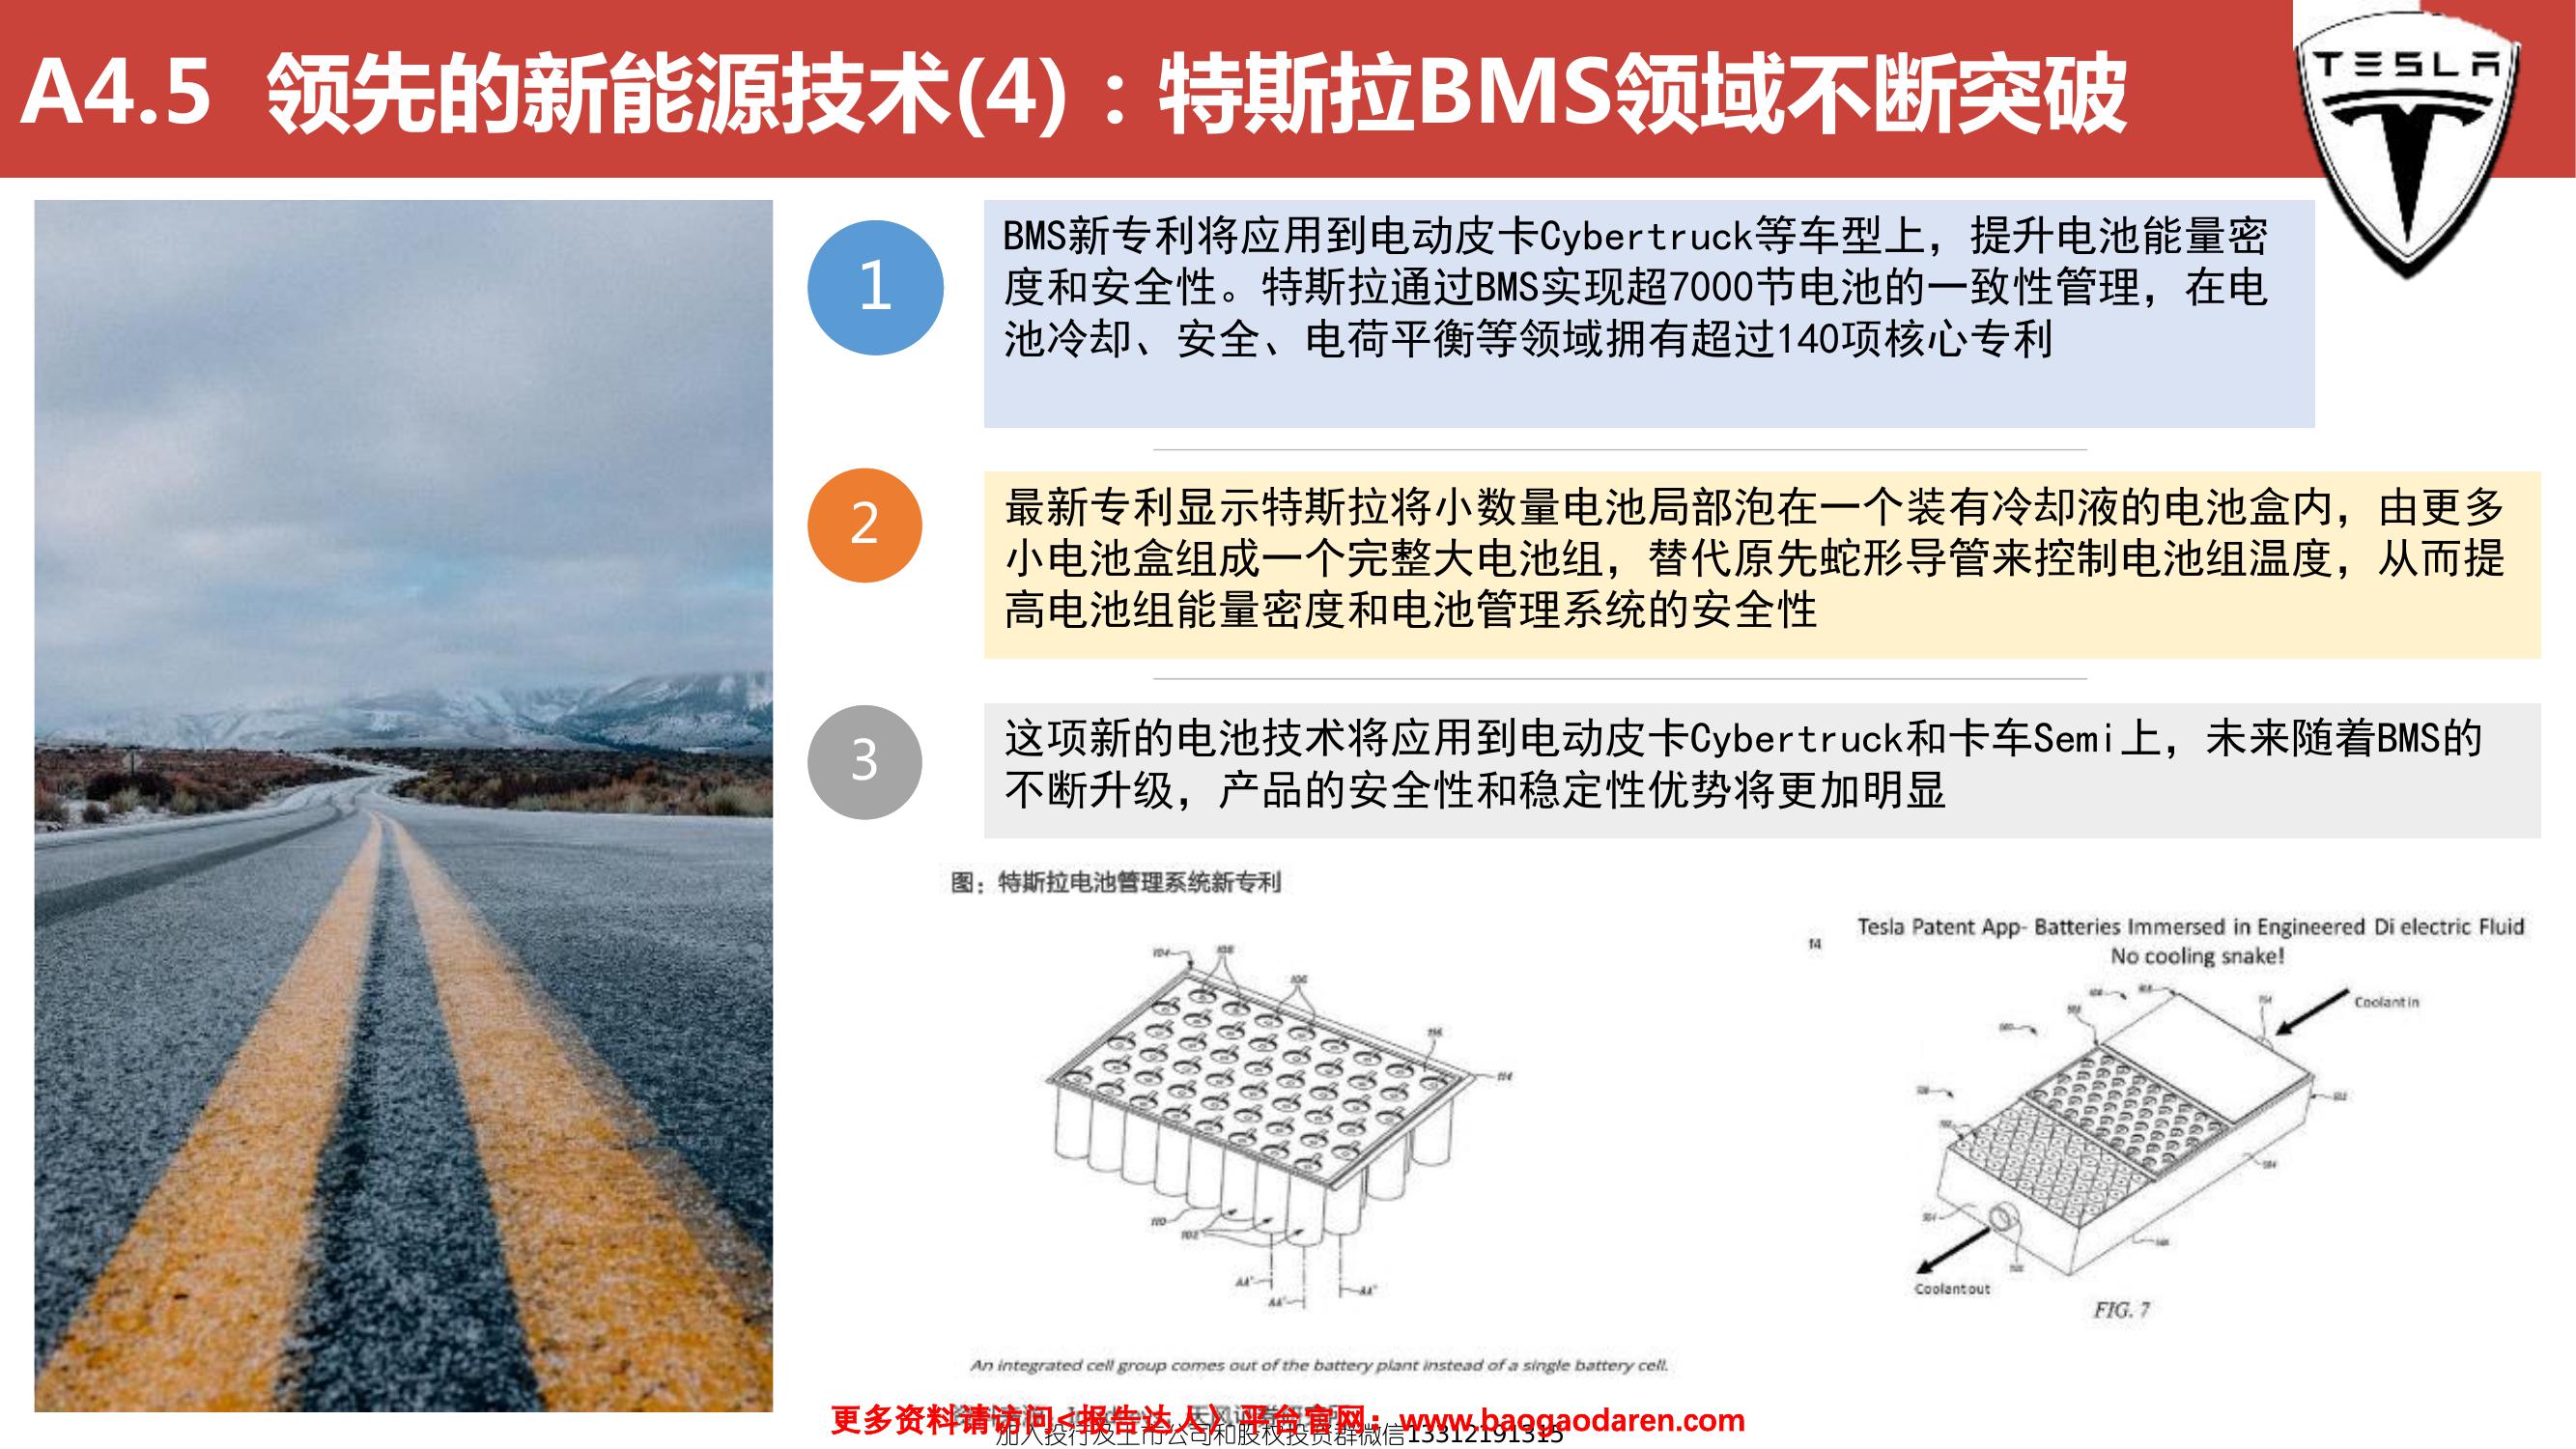 A4.5 领先的新能源技术(4)：特斯拉BMS领域不断突破
TESLA
1
BMS新专利将应用到电动皮卡Cybertruck等车型上，提升电池能量密
度和安全性。特斯拉通过BMS实现超7000节电池的一致性管理，在电
池冷却、安全、电荷平衡等领域拥有超过140项核心专利
2
最新专利显示特斯拉将小数量电池局部泡在一个装有冷却液的电池盒内，由更多
小电池盒组成一个完整大电池组，替代原先蛇形导管来控制电池组温度，从而提
高电池组能量密度和电池管理系统的安全性
3
这项新的电池技术将应用到电动皮卡Cybertruck和卡车Semi上，未来随着BMS的
不断升级，产品的安全性和稳定性优势将更加明显
图：特斯拉电池管理系统新专利
104
106
116
114
110
102
AA'
AA'
AA'
An integrated cell group comes out of the battery plant instead of a single battery cell.
Tesla Patent App- Batteries Immersed in Engineered Di electric Fluid
No cooling snake!
Coolant in
Coolant out
FIG. 7
更多资料请访问<报告达人》平台官网：www.baogaodaren.com
加入投行及上市公司和股权投资群微信13312191315